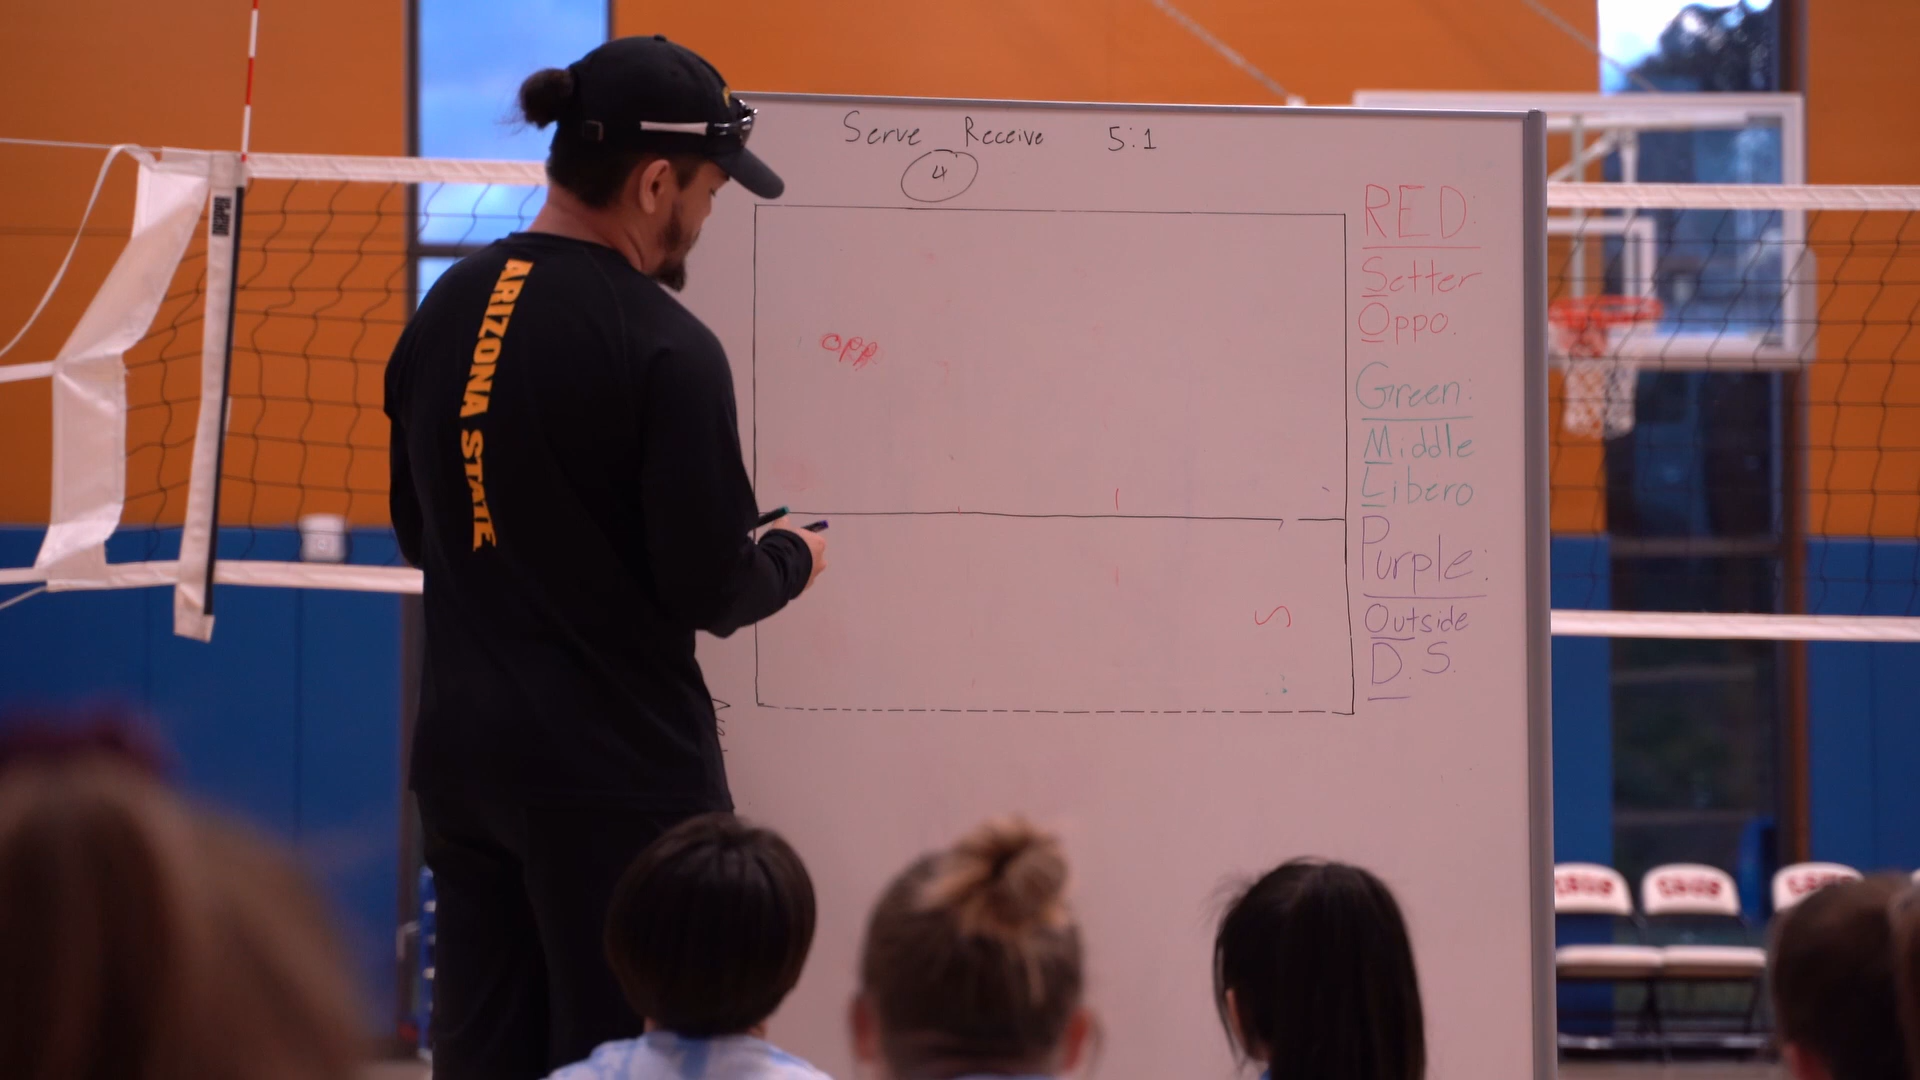 Serve Receive 5:1
4
RED:
Setter
Oppo.
Green:
Middle
Libero
Purple:
Outside
D.S.
OPP
S
ARIZONA STATE